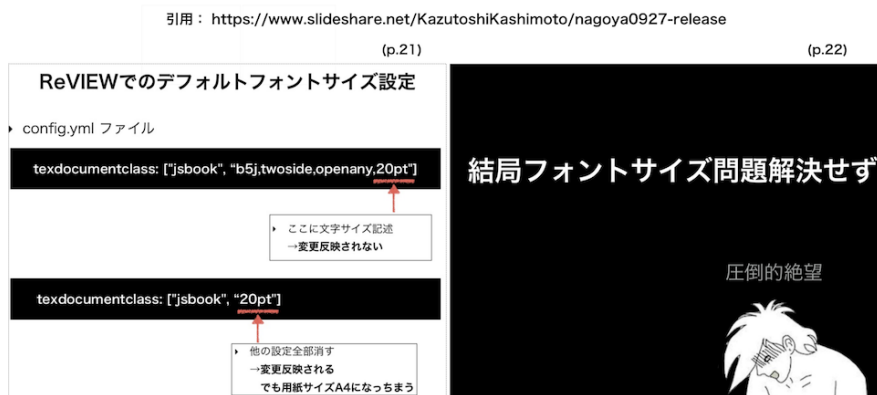 引用： https://www.slideshare.net/KazutoshiKashimoto/nagoya0927-release
(p.21)
ReVIEWでのデフォルトフォントサイズ設定
config.yml ファイル
texdocumentclass: ["jsbook", “b5j,twoside,openany,20pt"]
ここに文字サイズ記述
→変更反映されない
texdocumentclass: ["jsbook", “20pt"]
他の設定全部消す
→変更反映される
でも用紙サイズA4になっちまう
(p.22)
結局フォントサイズ問題解決せず
圧倒的絶望